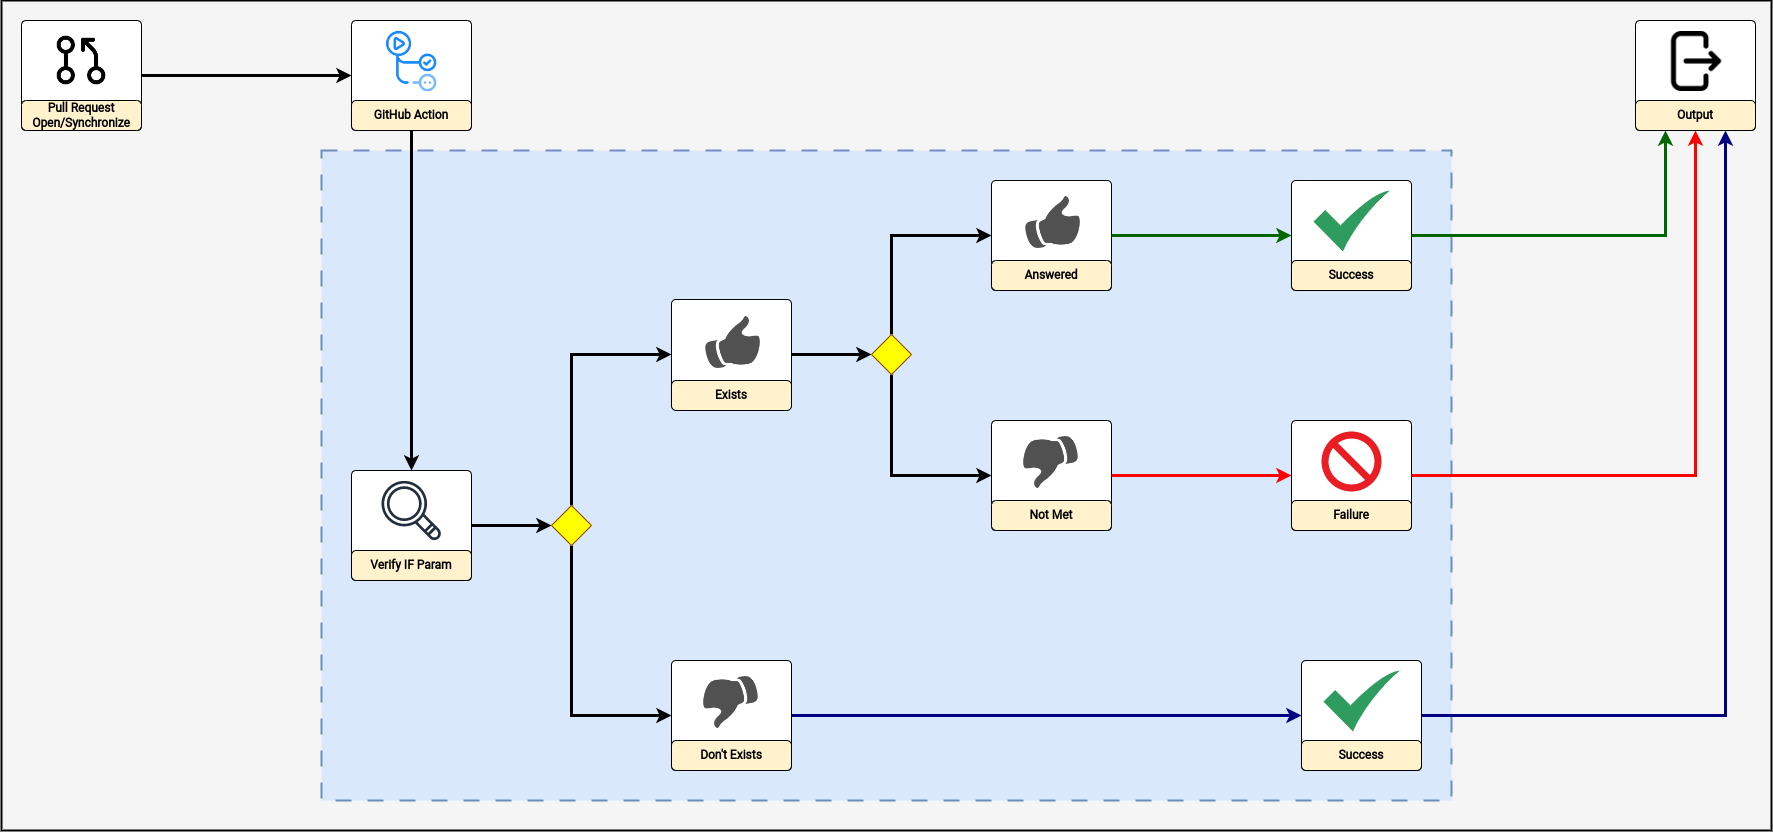 Pull Request
Open/Synchronize
GitHub Action
Output
Answered
Success
Exists
Not Met
Failure
Verify IF Param
Don't Exists
Success